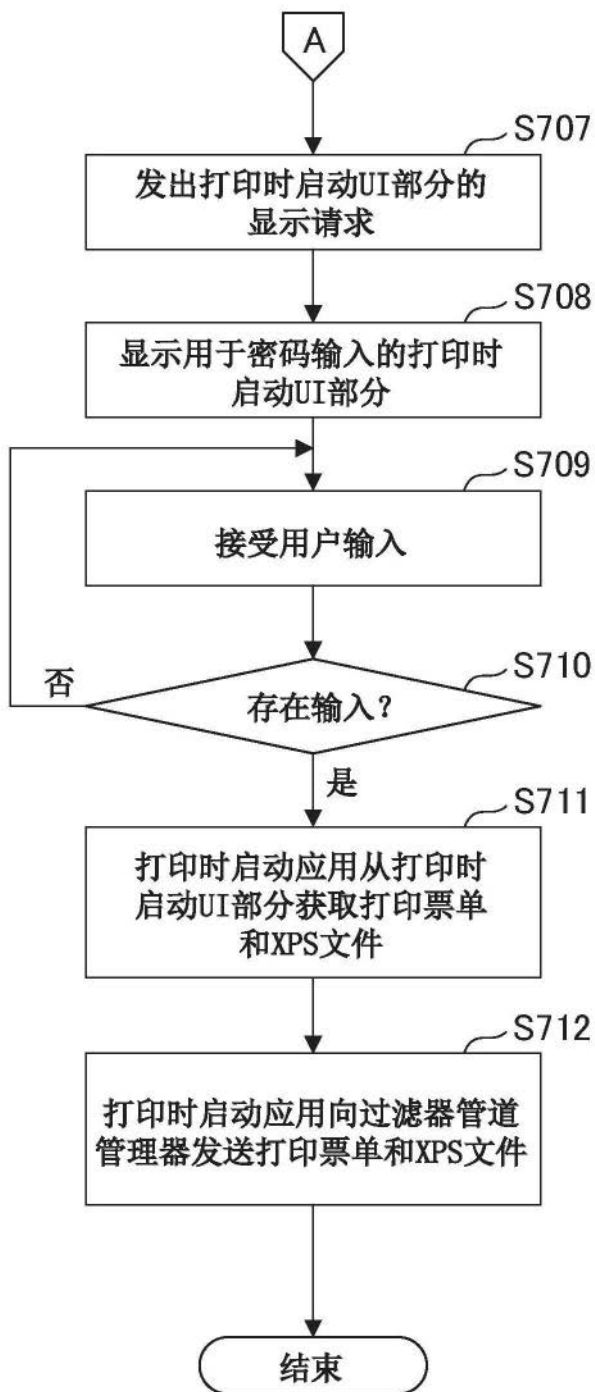 A
S707
发出打印时启动UI部分的
显示请求
S708
显示用于密码输入的打印时
启动UI部分
S709
接受用户输入
S710
否
存在输入？
是
S711
打印时启动应用从打印时
启动UI部分获取打印票单
和XPS文件
S712
打印时启动应用向过滤器管道
管理器发送打印票单和XPS文件
结束